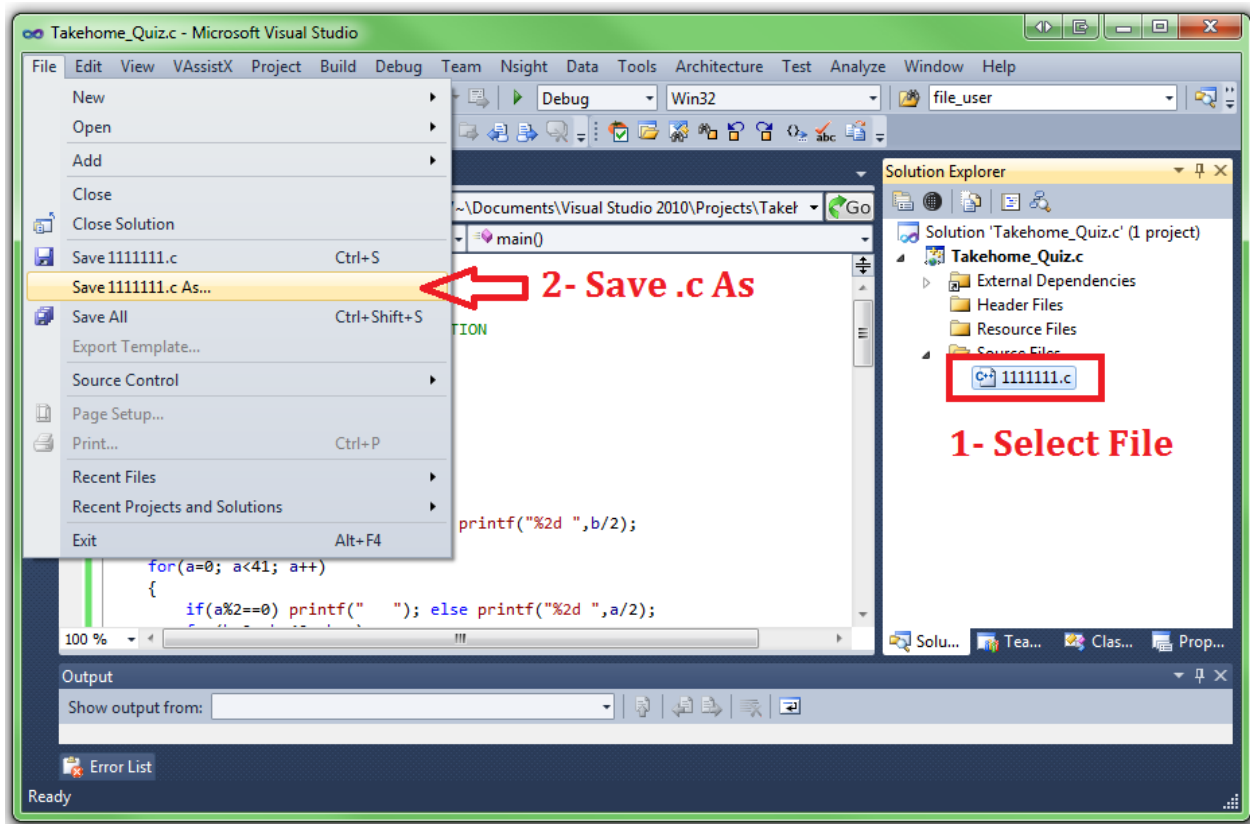 Takehome_Quiz.c - Microsoft Visual Studio
File Edit View VAssistX Project Build Debug Team Nsight Data Tools Architecture Test Analyze Window Help
New
Open
Add
Close
Close Solution
Save 1111111.c Ctrl+S
Save 1111111.c As...
Save All Ctrl+Shift+S
Export Template...
Source Control
Page Setup...
Print... Ctrl+P
Recent Files
Recent Projects and Solutions
Exit Alt+F4
Debug Win32 file_user
abc
~\Documents\Visual Studio 2010\Projects\Takeh Go
main()
2- Save .c As
TION
printf("%2d ",b/2);
for(a=0; a<41; a++)
{
if(a%2==0) printf("   "); else printf("%2d ",a/2);
100 %
Solution Explorer
Solution 'Takehome_Quiz.c' (1 project)
Takehome_Quiz.c
External Dependencies
Header Files
Resource Files
Source Files
1111111.c
1- Select File
Solu... Tea... Clas... Prop...
Output
Show output from:
Error List
Ready